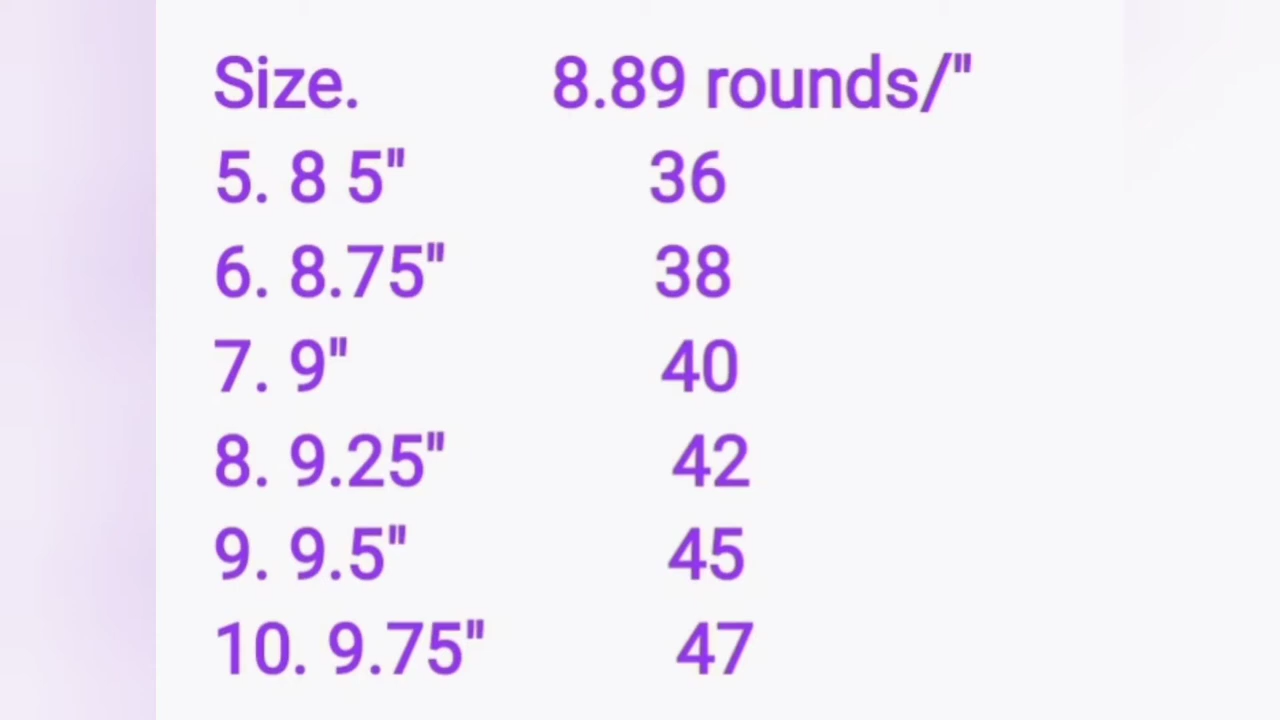 Size. 8.89 rounds/"
5. 8 5" 36
6. 8.75" 38
7. 9" 40
8. 9.25" 42
9. 9.5" 45
10. 9.75" 47